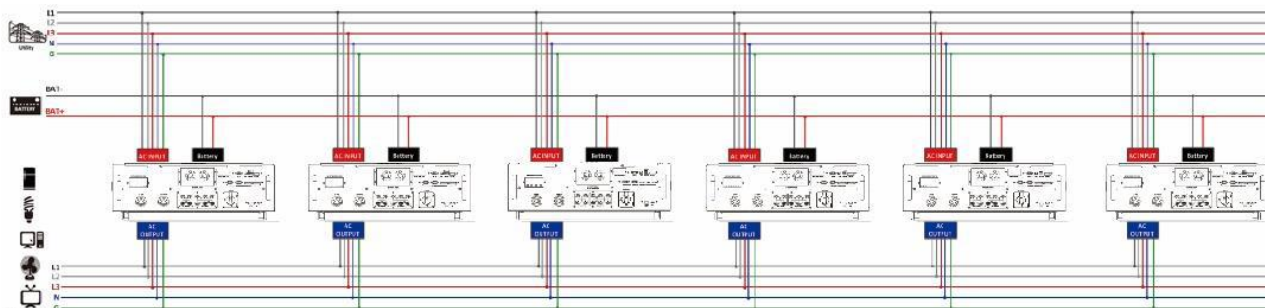 L1
L2
L3
N
G
Utility
BAT-
BATTERY
BAT+
AC INPUT
Battery
AC INPUT
Battery
AC INPUT
Battery
AC INPUT
Battery
AC INPUT
Battery
AC INPUT
Battery
AC
OUTPUT
AC
OUTPUT
AC
OUTPUT
AC
OUTPUT
AC
OUTPUT
AC
OUTPUT
L1
L2
L3
N